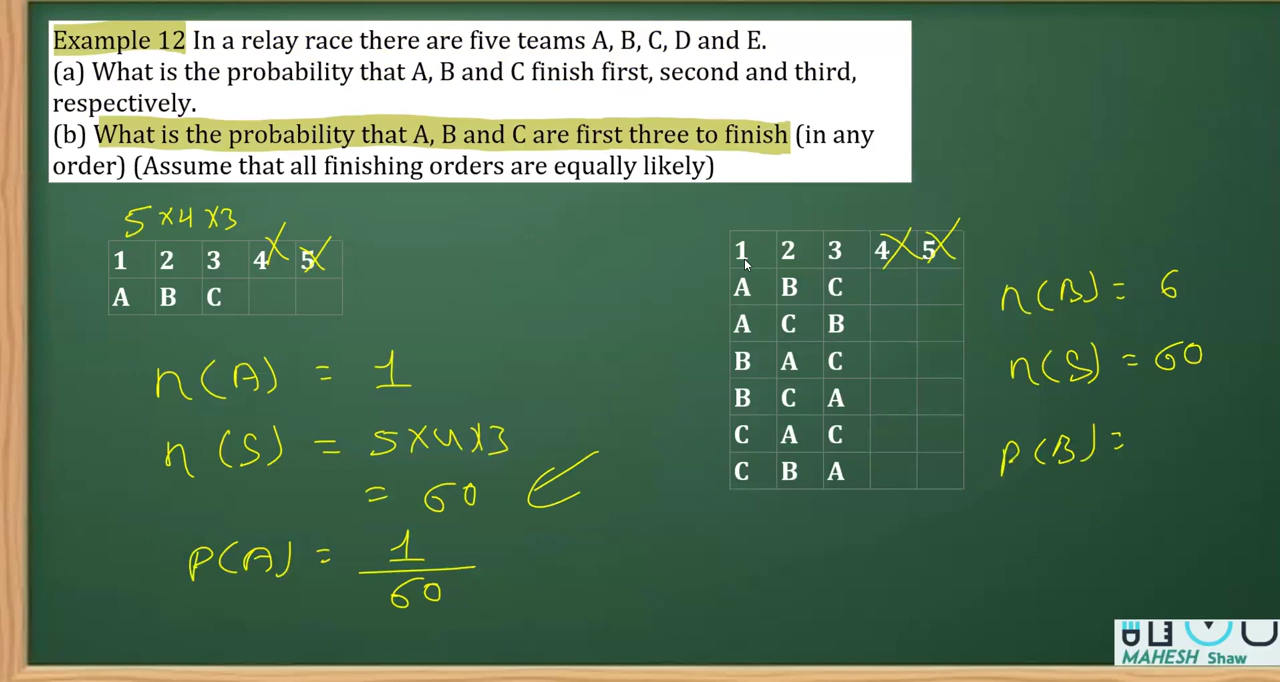 Example 12 In a relay race there are five teams A, B, C, D and E.
(a) What is the probability that A, B and C finish first, second and third,
respectively.
(b) What is the probability that A, B and C are first three to finish (in any
order) (Assume that all finishing orders are equally likely)
5 x 4 x 3
1 2 3 4 5
A B C
n(A) = 1
n(S) = 5 x 4 x 3
= 60
P(A) = 1
60
1 2 3 4 5
A B C
A C B
B A C
B C A
C A C
C B A
n(B) = 6
n(S) = 60
P(B) =
MAHESH Shaw